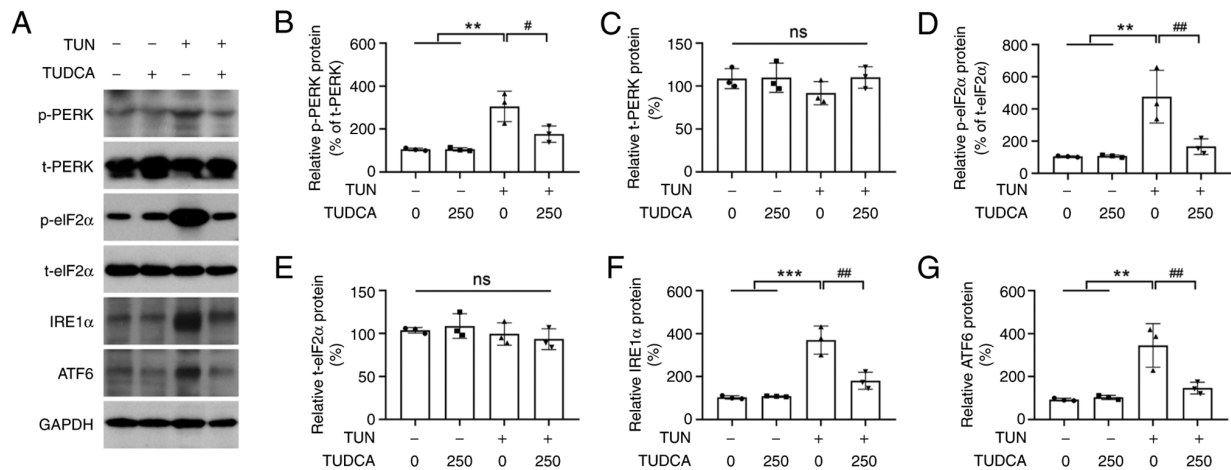 A
TUN – – + +
TUDCA – + – +
p-PERK
t-PERK
p-eIF2α
t-eIF2α
IRE1α
ATF6
GAPDH
B
** #
Relative p-PERK protein
(% of t-PERK)
600
400
200
0
TUN – – + +
TUDCA 0 250 0 250
C
ns
Relative t-PERK protein
(%)
150
100
50
0
TUN – – + +
TUDCA 0 250 0 250
D
** ##
Relative p-eIF2α protein
(% of t-eIF2α)
800
600
400
200
0
TUN – – + +
TUDCA 0 250 0 250
E
ns
Relative t-eIF2α protein
(%)
150
100
50
0
TUN – – + +
TUDCA 0 250 0 250
F
*** ##
Relative IRE1α protein
(%)
600
400
200
0
TUN – – + +
TUDCA 0 250 0 250
G
** ##
Relative ATF6 protein
(%)
600
400
200
0
TUN – – + +
TUDCA 0 250 0 250